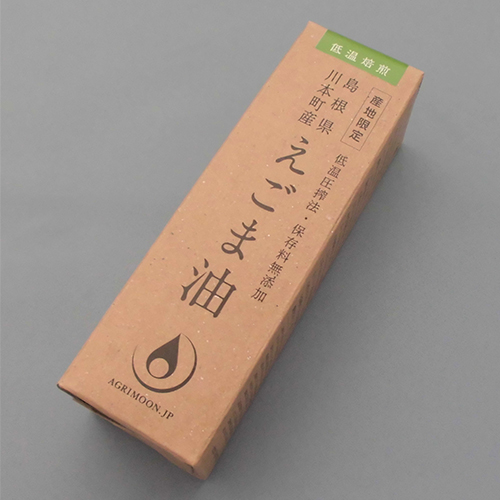 低温焙煎
産地限定
島根県
川本町産
えごま油
低温圧搾法・保存料無添加
AGRIMOON.JP